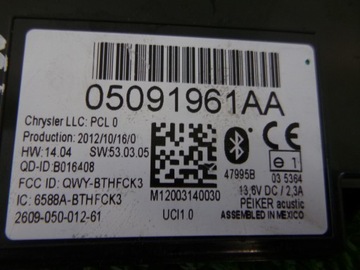 05091961AA
Chrysler LLC: PCL 0
Production: 2012/10/16/0
HW: 14.04 SW:53.03.05
QD-ID: B016408
FCC ID: QWY-BTHFCK3
IC: 6588A-BTHFCK3
2609-050-012-61
M12003140030
UCI1.0
47995B
e 1
03 5364
13,6V DC / 2,3A
PEIKER acustic
ASSEMBLED IN MEXICO